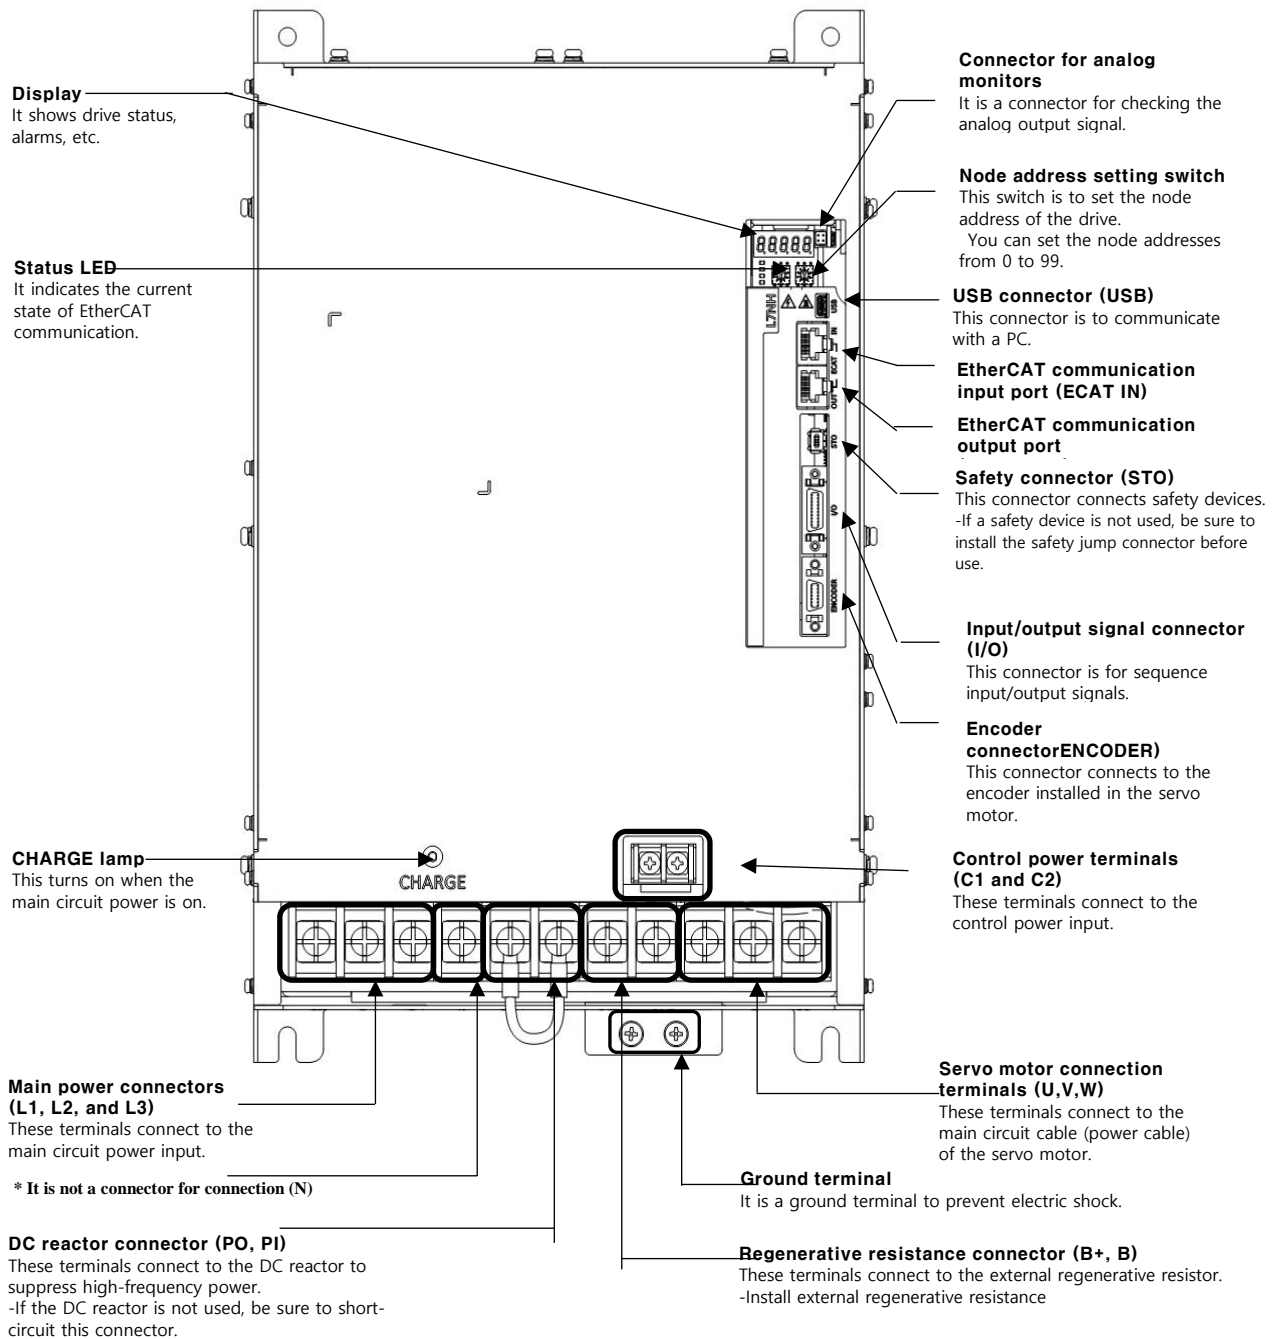 Display
It shows drive status,
alarms, etc.
Status LED
It indicates the current
state of EtherCAT
communication.
CHARGE lamp
This turns on when the
main circuit power is on.
Main power connectors
(L1, L2, and L3)
These terminals connect to the
main circuit power input.
* It is not a connector for connection (N)
DC reactor connector (PO, PI)
These terminals connect to the DC reactor to
suppress high-frequency power.
-If the DC reactor is not used, be sure to short-
circuit this connector.
L7NH
USB
IN
ECAT
OUT
STO
I/O
ENCODER
CHARGE
Connector for analog
monitors
It is a connector for checking the
analog output signal.
Node address setting switch
This switch is to set the node
address of the drive.
You can set the node addresses
from 0 to 99.
USB connector (USB)
This connector is to communicate
with a PC.
EtherCAT communication
input port (ECAT IN)
EtherCAT communication
output port
Safety connector (STO)
This connector connects safety devices.
-If a safety device is not used, be sure to
install the safety jump connector before
use.
Input/output signal connector
(I/O)
This connector is for sequence
input/output signals.
Encoder
connectorENCODER)
This connector connects to the
encoder installed in the servo
motor.
Control power terminals
(C1 and C2)
These terminals connect to the
control power input.
Servo motor connection
terminals (U,V,W)
These terminals connect to the
main circuit cable (power cable)
of the servo motor.
Ground terminal
It is a ground terminal to prevent electric shock.
Regenerative resistance connector (B+, B)
These terminals connect to the external regenerative resistor.
-Install external regenerative resistance